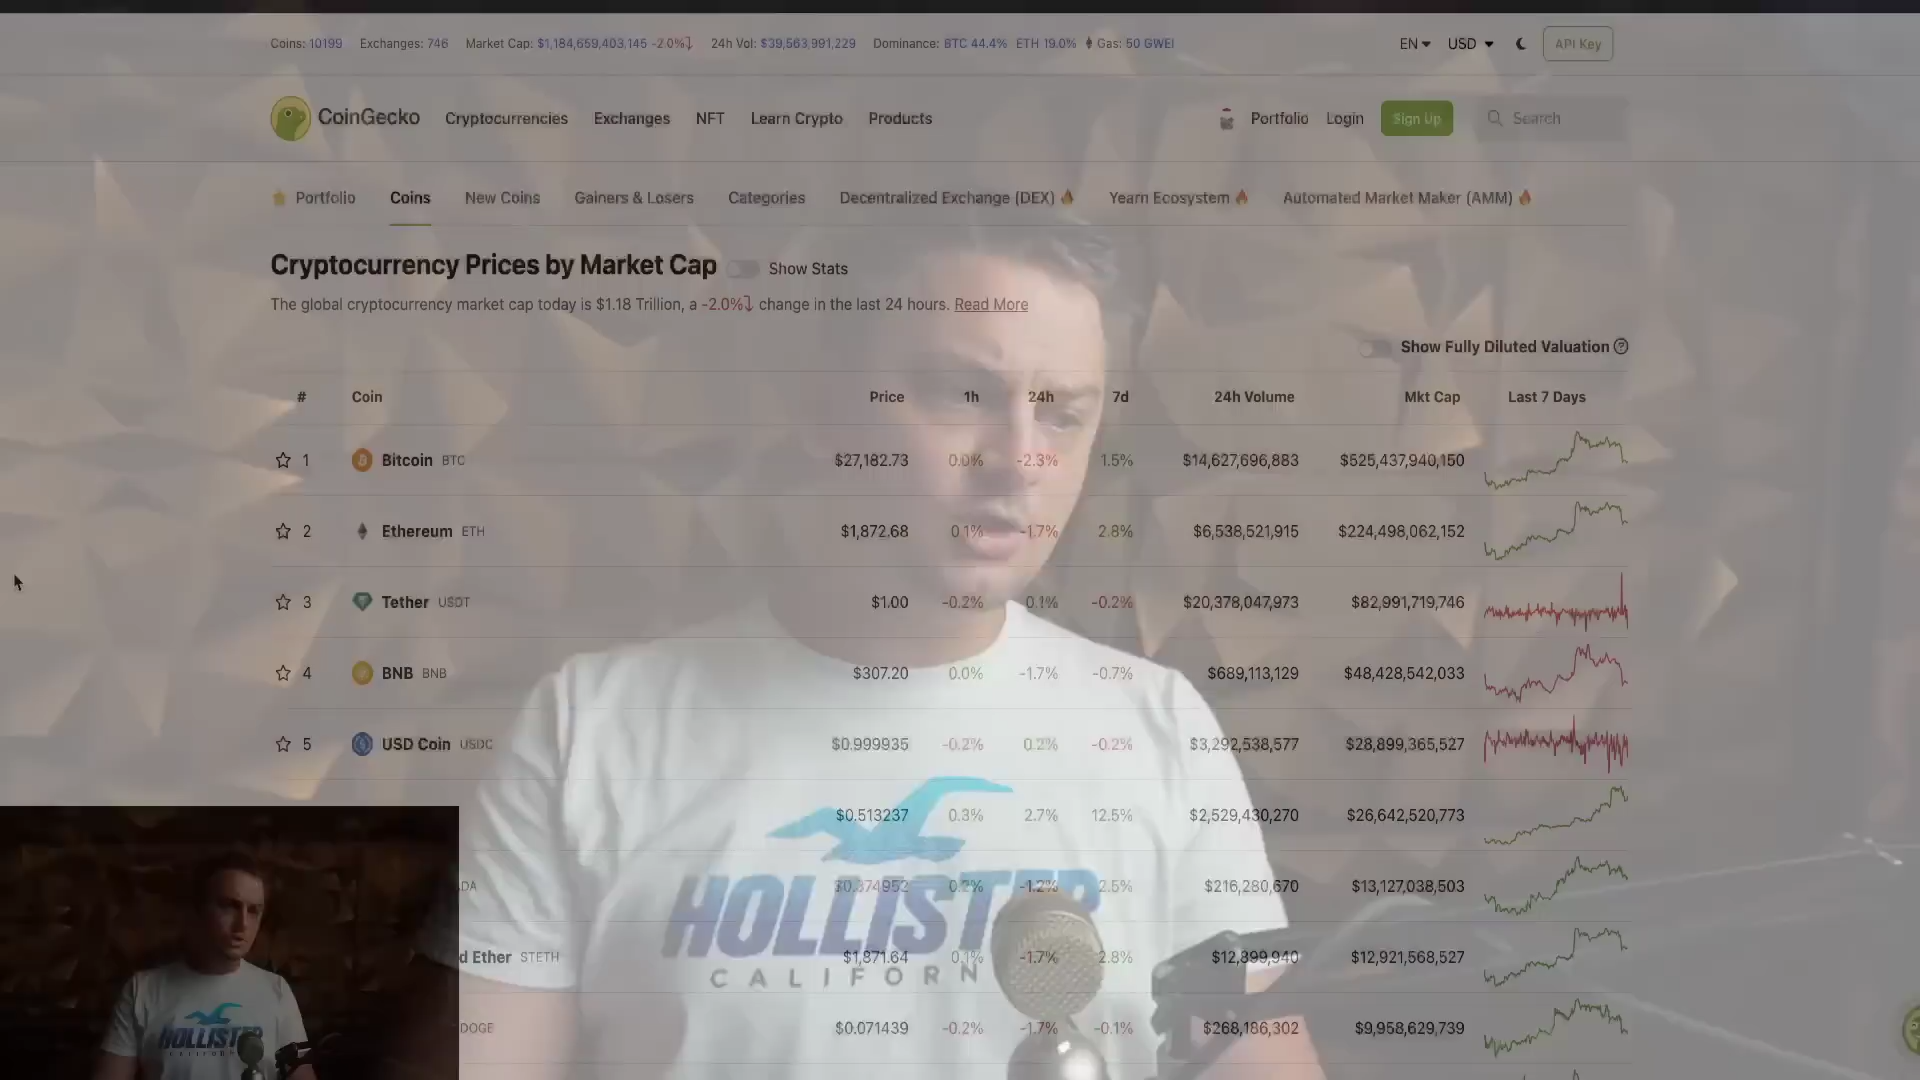 Coins: 10199 Exchanges: 746 Market Cap: $1,184,659,403,145 -2.0% 24h Vol: $39,563,991,229 Dominance: BTC 44.4% ETH 19.0% Gas: 50 GWEI EN USD API Key
CoinGecko Cryptocurrencies Exchanges NFT Learn Crypto Products Portfolio Login Sign Up Search
Portfolio Coins New Coins Gainers & Losers Categories Decentralized Exchange (DEX) Yearn Ecosystem Automated Market Maker (AMM)
Cryptocurrency Prices by Market Cap Show Stats
The global cryptocurrency market cap today is $1.18 Trillion, a -2.0% change in the last 24 hours. Read More
Show Fully Diluted Valuation
# Coin Price 1h 24h 7d 24h Volume Mkt Cap Last 7 Days
1 Bitcoin BTC $27,182.73 0.0% -2.3% 1.5% $14,627,696,883 $525,437,940,150
2 Ethereum ETH $1,872.68 0.1% -1.7% 2.8% $6,538,521,915 $224,498,062,152
3 Tether USDT $1.00 -0.2% 0.1% -0.2% $20,378,047,973 $82,991,719,746
4 BNB BNB $307.20 0.0% -1.7% -0.7% $689,113,129 $48,428,542,033
5 USD Coin USDC $0.999935 -0.2% 0.2% -0.2% $3,292,538,577 $28,899,365,527
$0.513237 0.3% 2.7% 12.5% $2,529,430,270 $26,642,520,773
DA $0.374952 0.2% -1.2% 2.5% $216,280,670 $13,127,038,503
d Ether STETH $1,871.64 0.1% -1.7% 2.8% $12,899,940 $12,921,568,527
DOGE $0.071439 -0.2% -1.7% -0.1% $268,186,302 $9,958,629,739
HOLLISTER
CALIFORN
HOLLISTER
CALIFORN